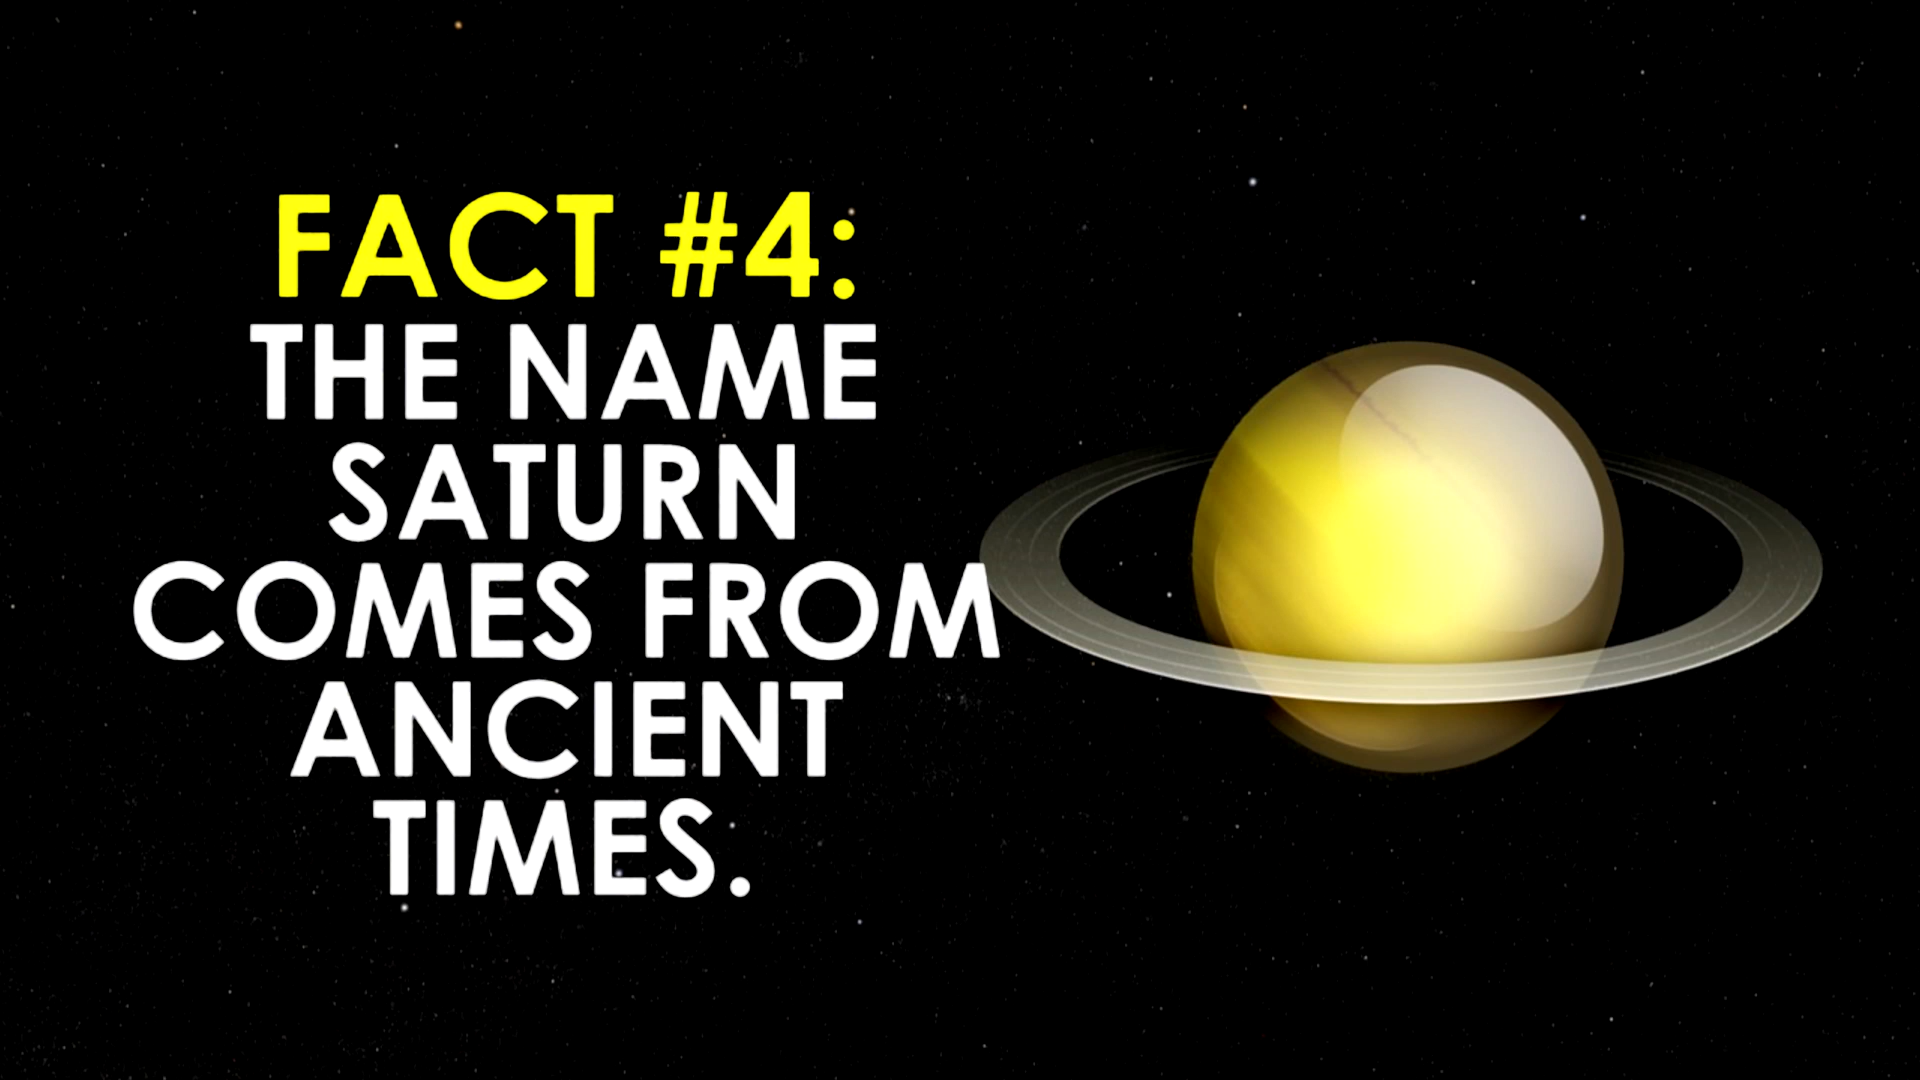 FACT #4:
THE NAME
SATURN
COMES FROM
ANCIENT
TIMES.